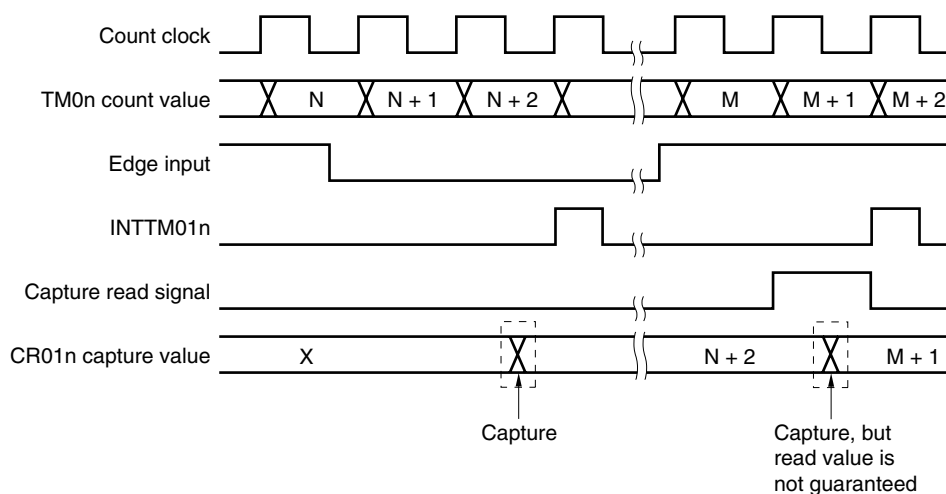 Count clock
TM0n count value N N + 1 N + 2 M M + 1 M + 2
Edge input
INTTM01n
Capture read signal
CR01n capture value X N + 2 M + 1
Capture
Capture, but
read value is
not guaranteed